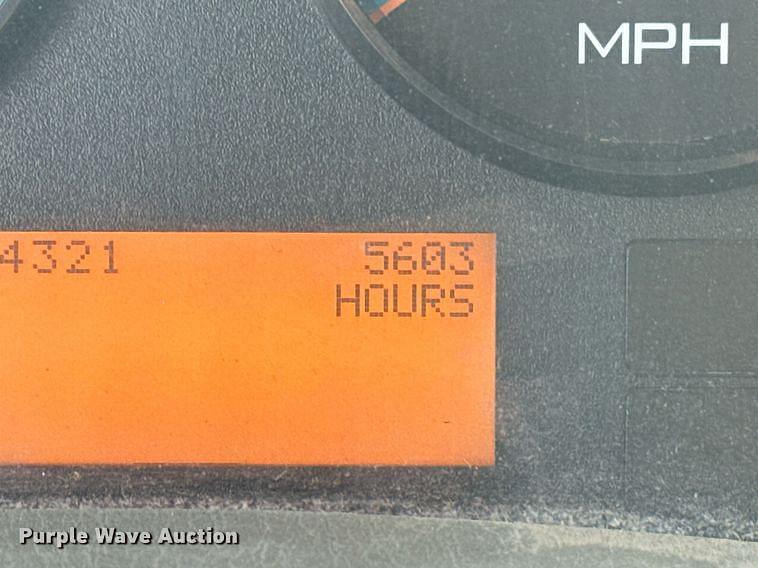 MPH
4321 5603
HOURS
Purple Wave Auction